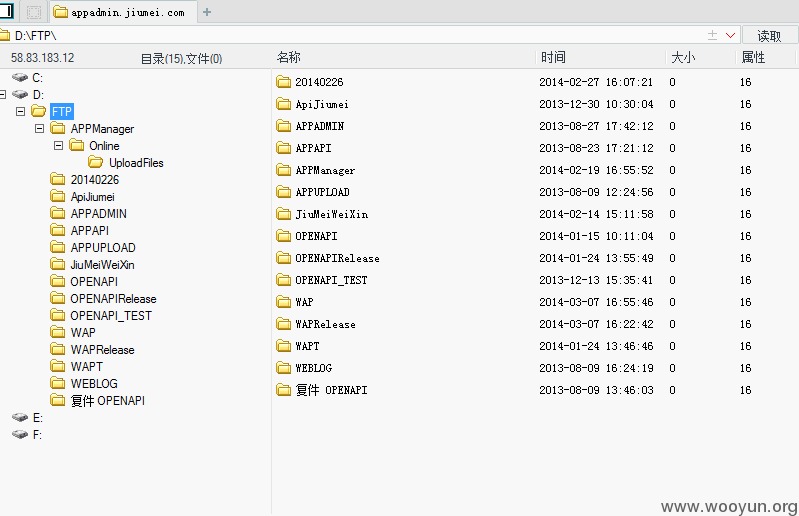 appadmin.jiumei.com
D:\FTP\ 读取
58.83.183.12 目录(15),文件(0) 名称 时间 大小 属性
C:
D:
FTP
APPManager
Online
UploadFiles
20140226
ApiJiumei
APPADMIN
APPAPI
APPUPLOAD
JiuMeiWeiXin
OPENAPI
OPENAPIRelease
OPENAPI_TEST
WAP
WAPRelease
WAPT
WEBLOG
复件 OPENAPI
E:
F:
20140226 2014-02-27 16:07:21 0 16
ApiJiumei 2013-12-30 10:30:04 0 16
APPADMIN 2013-08-27 17:42:12 0 16
APPAPI 2013-08-23 17:21:12 0 16
APPManager 2014-02-19 16:55:52 0 16
APPUPLOAD 2013-08-09 12:24:56 0 16
JiuMeiWeiXin 2014-02-14 15:11:58 0 16
OPENAPI 2014-01-15 10:11:04 0 16
OPENAPIRelease 2014-01-24 13:55:49 0 16
OPENAPI_TEST 2013-12-13 15:35:41 0 16
WAP 2014-03-07 16:55:46 0 16
WAPRelease 2014-03-07 16:22:42 0 16
WAPT 2014-01-24 13:46:46 0 16
WEBLOG 2013-08-09 16:24:19 0 16
复件 OPENAPI 2013-08-09 13:46:03 0 16
www.wooyun.org